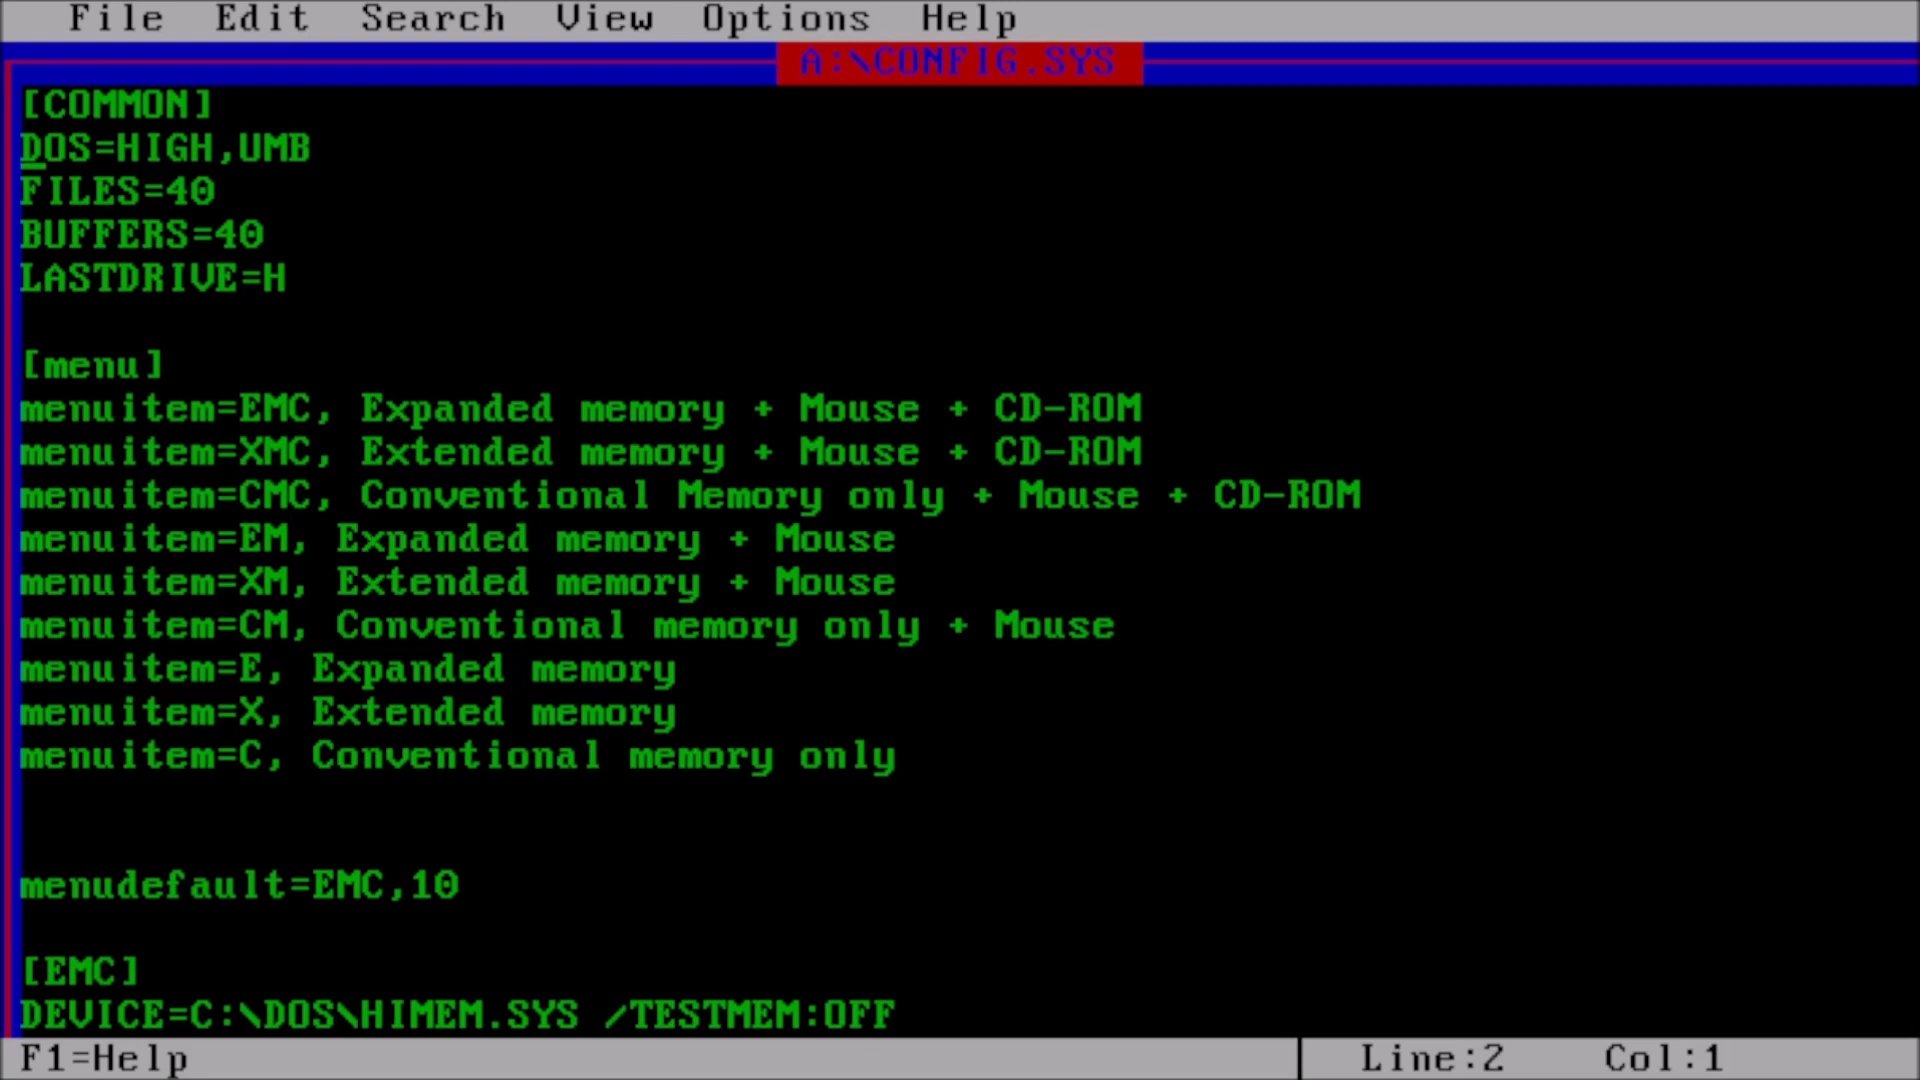 File Edit Search View Options Help
A:\CONFIG.SYS
[COMMON]
DOS=HIGH,UMB
FILES=40
BUFFERS=40
LASTDRIVE=H
[menu]
menuitem=EMC, Expanded memory + Mouse + CD-ROM
menuitem=XMC, Extended memory + Mouse + CD-ROM
menuitem=CMC, Conventional Memory only + Mouse + CD-ROM
menuitem=EM, Expanded memory + Mouse
menuitem=XM, Extended memory + Mouse
menuitem=CM, Conventional memory only + Mouse
menuitem=E, Expanded memory
menuitem=X, Extended memory
menuitem=C, Conventional memory only
menudefault=EMC,10
[EMC]
DEVICE=C:\DOS\HIMEM.SYS /TESTMEM:OFF
F1=Help Line:2 Col:1